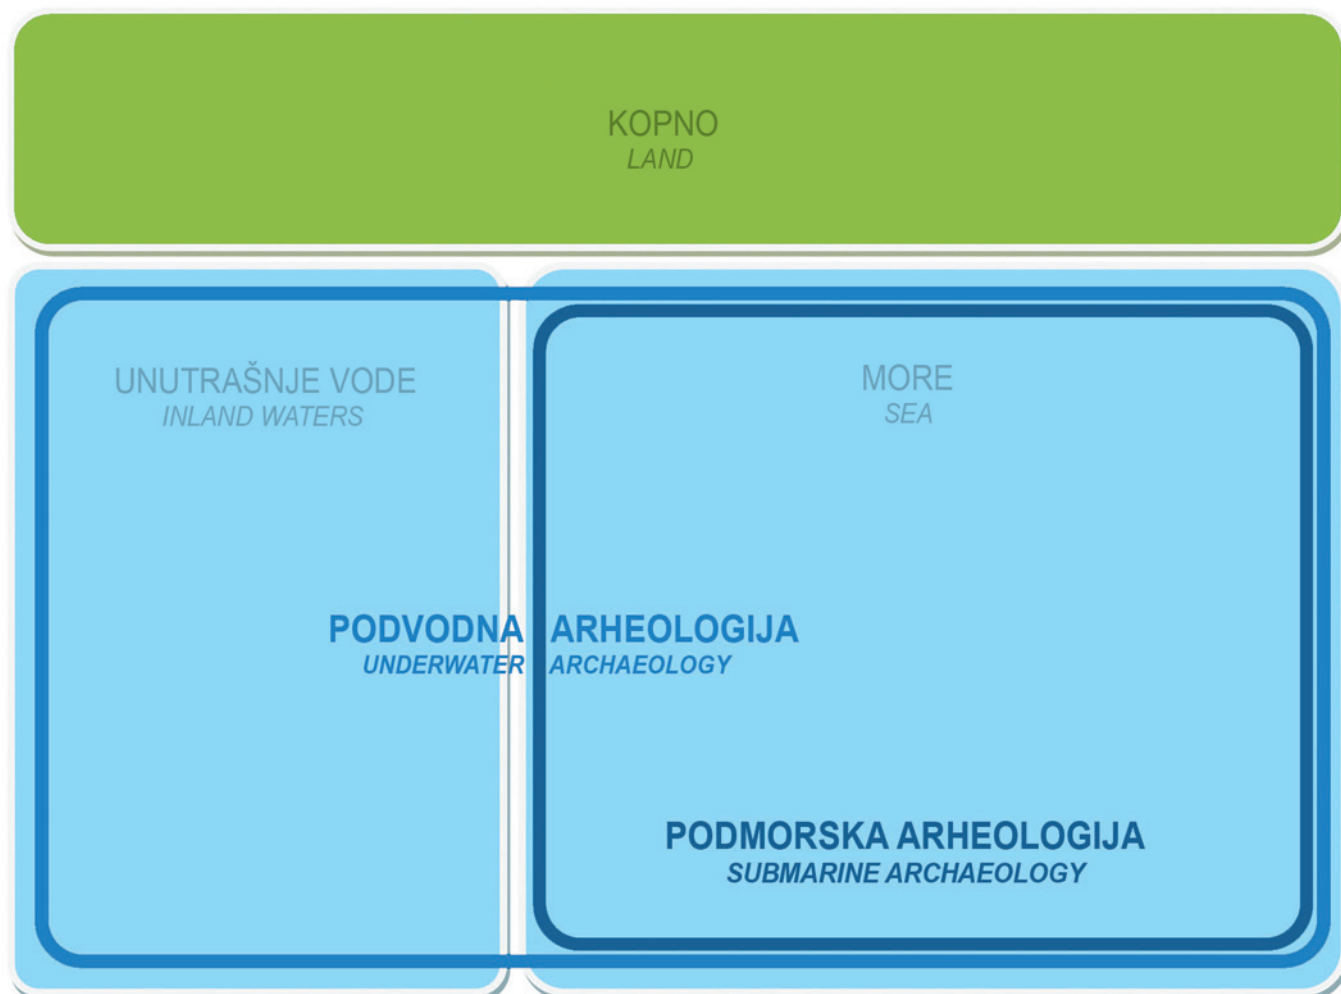 KOPNO
LAND
UNUTRAŠNJE VODE
INLAND WATERS
MORE
SEA
PODVODNA ARHEOLOGIJA
UNDERWATER ARCHAEOLOGY
PODMORSKA ARHEOLOGIJA
SUBMARINE ARCHAEOLOGY